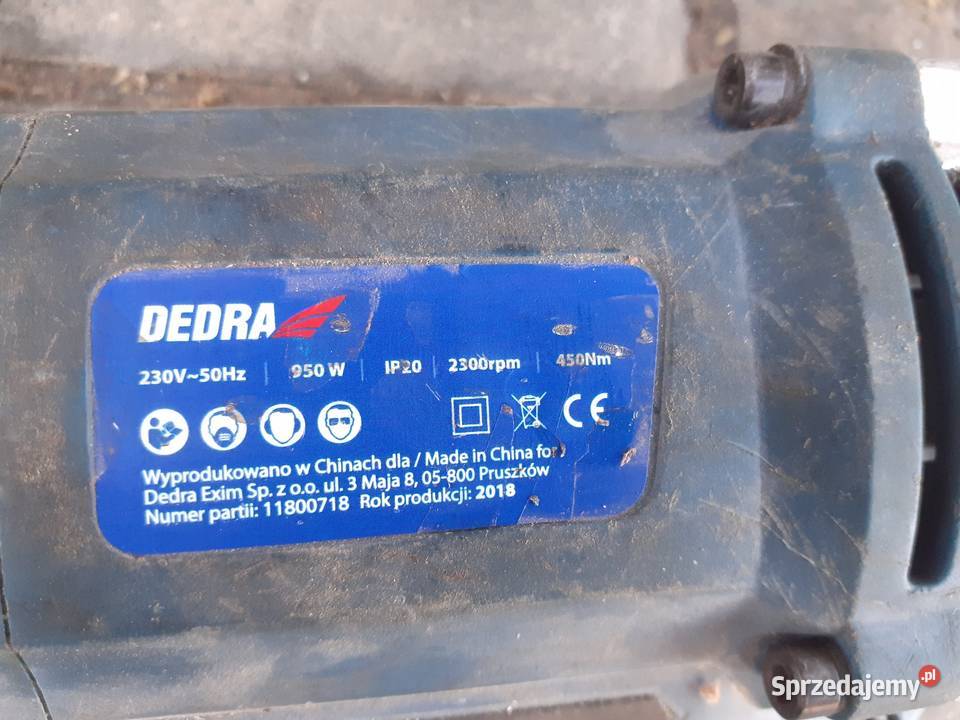 DEDRA
230V~50Hz | 950 W | IP20 | 2300rpm | 450Nm
CE
Wyprodukowano w Chinach dla / Made in China for
Dedra Exim Sp. z o.o. ul. 3 Maja 8, 05-800 Pruszków
Numer partii: 11800718 Rok produkcji: 2018
Sprzedajemy.pl